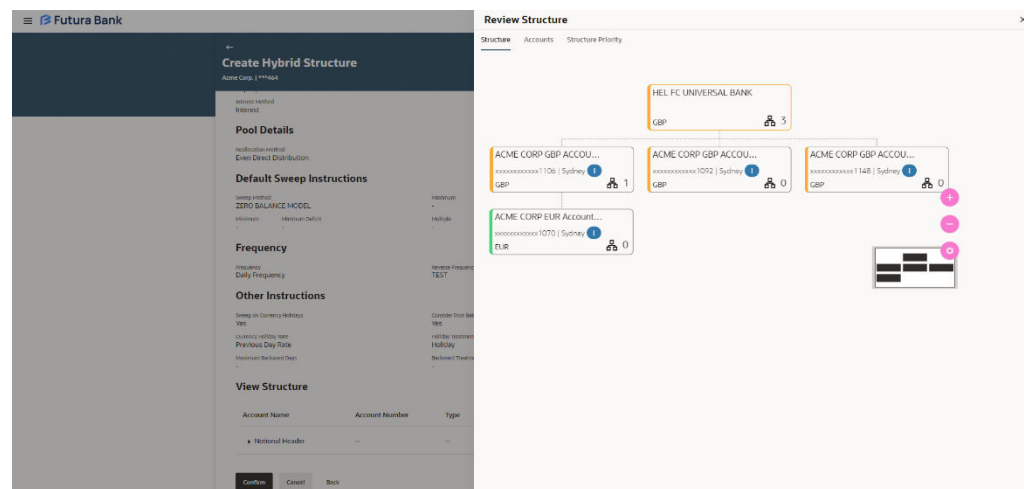 Futura Bank
Review Structure
Structure Accounts Structure Priority
←
Create Hybrid Structure
Acme Corp. | ***464
Interest Method
Interest
Pool Details
Reallocation Method
Even Direct Distribution
Default Sweep Instructions
Sweep Method
ZERO BALANCE MODEL
Maximum
-
Minimum Minimum Deficit Multiple
- - -
Frequency
Frequency
Daily Frequency
Reverse Frequenc
TEST
Other Instructions
Sweep on Currency Holidays
Yes
Consider Post Bal
Yes
Currency Holiday Rate
Previous Day Rate
Holiday Treatmen
Holiday
Maximum Backward Days
-
Backward Treatm
-
View Structure
Account Name Account Number Type
Notional Header -- --
Confirm Cancel Back
HEL FC UNIVERSAL BANK
GBP 3
ACME CORP GBP ACCOU...
xxxxxxxxxxxx1106 | Sydney I
GBP 1
ACME CORP GBP ACCOU...
xxxxxxxxxxxx1092 | Sydney I
GBP 0
ACME CORP GBP ACCOU...
xxxxxxxxxxxx1148 | Sydney I
GBP 0
ACME CORP EUR Account...
xxxxxxxxxxxx1070 | Sydney I
EUR 0